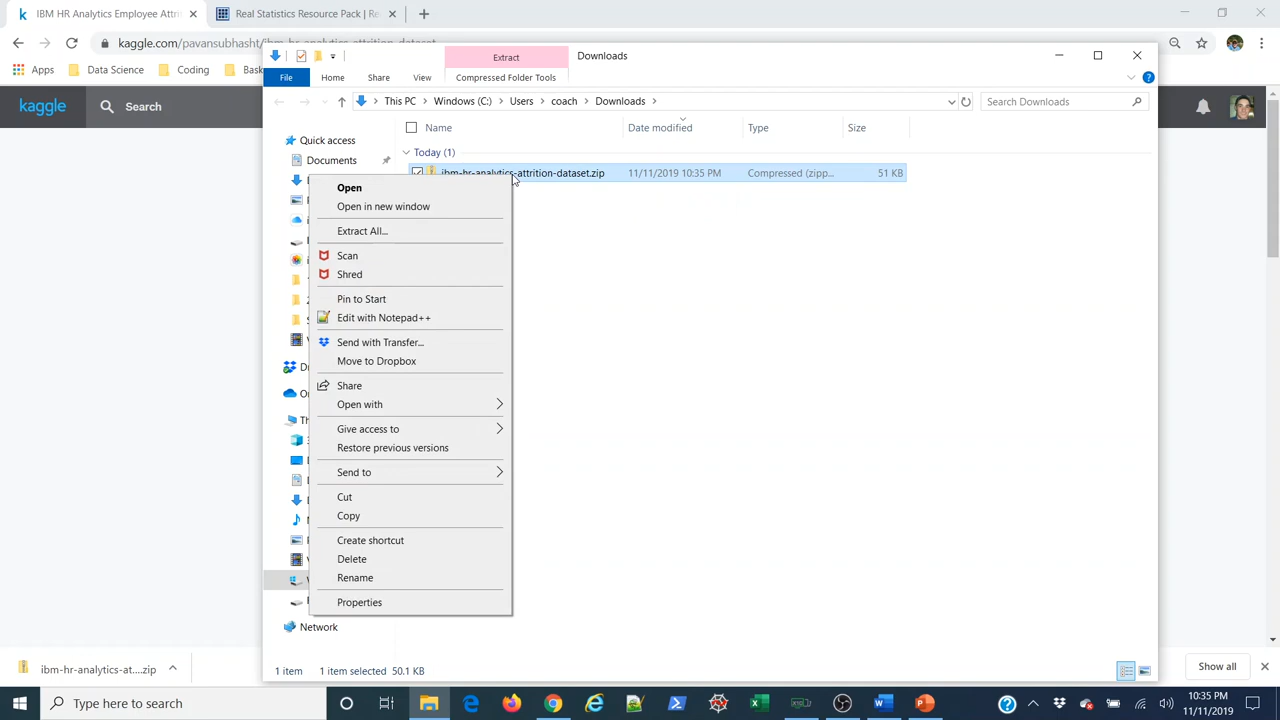 IBM HR Analytics Employee Attri
Real Statistics Resource Pack | Re
kaggle.com/pavansubhasht/ibm-hr-analytics-attrition-dataset
Apps
Data Science
Coding
kaggle
Search
Extract
Downloads
File
Home
Share
View
Compressed Folder Tools
This PC > Windows (C:) > Users > coach > Downloads >
Search Downloads
Name
Date modified
Type
Size
Quick access
Documents
Today (1)
ibm-hr-analytics-attrition-dataset.zip
11/11/2019 10:35 PM
Compressed (zipp...
51 KB
Open
Open in new window
Extract All...
Scan
Shred
Pin to Start
Edit with Notepad++
Send with Transfer...
Move to Dropbox
Share
Open with
Give access to
Restore previous versions
Send to
Cut
Copy
Create shortcut
Delete
Rename
Properties
Network
1 item
1 item selected 50.1 KB
ibm-hr-analytics-at....zip
Show all
Type here to search
10:35 PM
11/11/2019